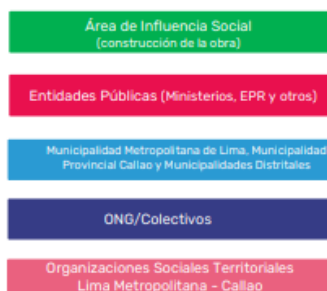 Área de Influencia Social
(construcción de la obra)
Entidades Públicas (Ministerios, EPR y otros)
Municipalidad Metropolitana de Lima, Municipalidad
Provincial Callao y Municipalidades Distritales
ONG/Colectivos
Organizaciones Sociales Territoriales
Lima Metropolitana - Callao